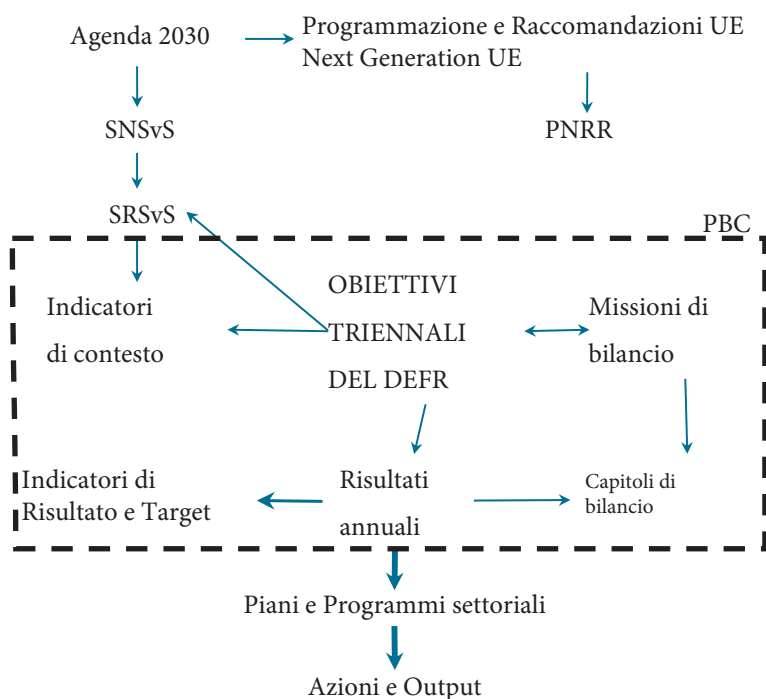 Agenda 2030
Programmazione e Raccomandazioni UE
Next Generation UE
SNSvS
PNRR
SRSvS
PBC
Indicatori
di contesto
OBIETTIVI
TRIENNALI
DEL DEFR
Missioni di
bilancio
Indicatori di
Risultato e Target
Risultati
annuali
Capitoli di
bilancio
Piani e Programmi settoriali
Azioni e Output